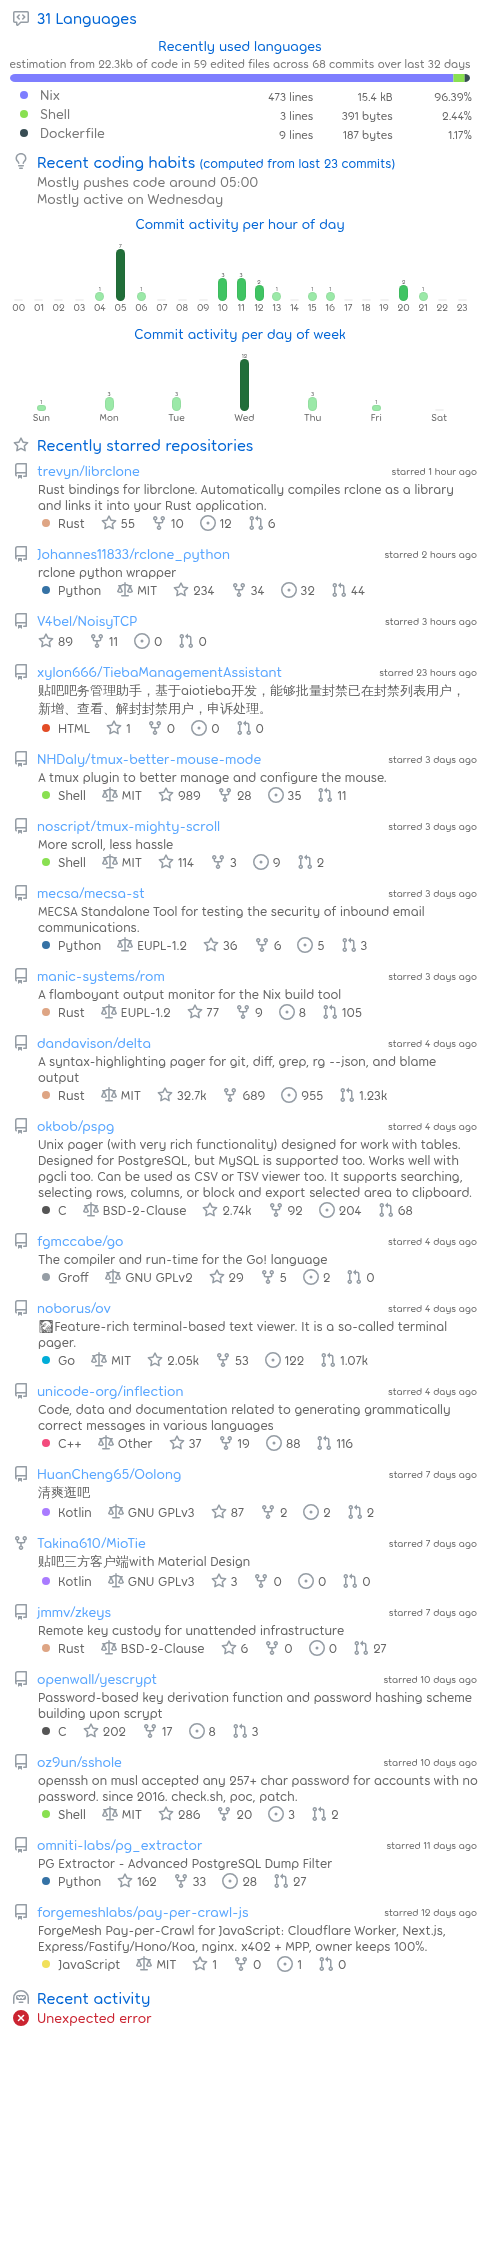 31 Languages
Recently used languages
estimation from 22.3kb of code in 59 edited files across 68 commits over last 32 days
Nix 473 lines 15.4 kB 96.39%
Shell 3 lines 391 bytes 2.44%
Dockerfile 9 lines 187 bytes 1.17%
Recent coding habits (computed from last 23 commits)
Mostly pushes code around 05:00
Mostly active on Wednesday
Commit activity per hour of day
1 7 1 3 3 2 1 1 1 2 1
00 01 02 03 04 05 06 07 08 09 10 11 12 13 14 15 16 17 18 19 20 21 22 23
Commit activity per day of week
1 3 3 12 3 1
Sun Mon Tue Wed Thu Fri Sat
Recently starred repositories
trevyn/librclone starred 1 hour ago
Rust bindings for librclone. Automatically compiles rclone as a library
and links it into your Rust application.
Rust 55 10 12 6
Johannes11833/rclone_python starred 2 hours ago
rclone python wrapper
Python MIT 234 34 32 44
V4bel/NoisyTCP starred 3 hours ago
89 11 0 0
xylon666/TiebaManagementAssistant starred 23 hours ago
贴吧吧务管理助手，基于aiotieba开发，能够批量封禁已在封禁列表用户，
新增、查看、解封封禁用户，申诉处理。
HTML 1 0 0 0
NHDaly/tmux-better-mouse-mode starred 3 days ago
A tmux plugin to better manage and configure the mouse.
Shell MIT 989 28 35 11
noscript/tmux-mighty-scroll starred 3 days ago
More scroll, less hassle
Shell MIT 114 3 9 2
mecsa/mecsa-st starred 3 days ago
MECSA Standalone Tool for testing the security of inbound email
communications.
Python EUPL-1.2 36 6 5 3
manic-systems/rom starred 3 days ago
A flamboyant output monitor for the Nix build tool
Rust EUPL-1.2 77 9 8 105
dandavison/delta starred 4 days ago
A syntax-highlighting pager for git, diff, grep, rg --json, and blame
output
Rust MIT 32.7k 689 955 1.23k
okbob/pspg starred 4 days ago
Unix pager (with very rich functionality) designed for work with tables.
Designed for PostgreSQL, but MySQL is supported too. Works well with
pgcli too. Can be used as CSV or TSV viewer too. It supports searching,
selecting rows, columns, or block and export selected area to clipboard.
C BSD-2-Clause 2.74k 92 204 68
fgmccabe/go starred 4 days ago
The compiler and run-time for the Go! language
Groff GNU GPLv2 29 5 2 0
noborus/ov starred 4 days ago
Feature-rich terminal-based text viewer. It is a so-called terminal
pager.
Go MIT 2.05k 53 122 1.07k
unicode-org/inflection starred 4 days ago
Code, data and documentation related to generating grammatically
correct messages in various languages
C++ Other 37 19 88 116
HuanCheng65/Oolong starred 7 days ago
清爽逛吧
Kotlin GNU GPLv3 87 2 2 2
Takina610/MioTie starred 7 days ago
贴吧三方客户端with Material Design
Kotlin GNU GPLv3 3 0 0 0
jmmv/zkeys starred 7 days ago
Remote key custody for unattended infrastructure
Rust BSD-2-Clause 6 0 0 27
openwall/yescrypt starred 10 days ago
Password-based key derivation function and password hashing scheme
building upon scrypt
C 202 17 8 3
oz9un/sshole starred 10 days ago
openssh on musl accepted any 257+ char password for accounts with no
password. since 2016. check.sh, poc, patch.
Shell MIT 286 20 3 2
omniti-labs/pg_extractor starred 11 days ago
PG Extractor - Advanced PostgreSQL Dump Filter
Python 162 33 28 27
forgemeshlabs/pay-per-crawl-js starred 12 days ago
ForgeMesh Pay-per-Crawl for JavaScript: Cloudflare Worker, Next.js,
Express/Fastify/Hono/Koa, nginx. x402 + MPP, owner keeps 100%.
JavaScript MIT 1 0 1 0
Recent activity
Unexpected error